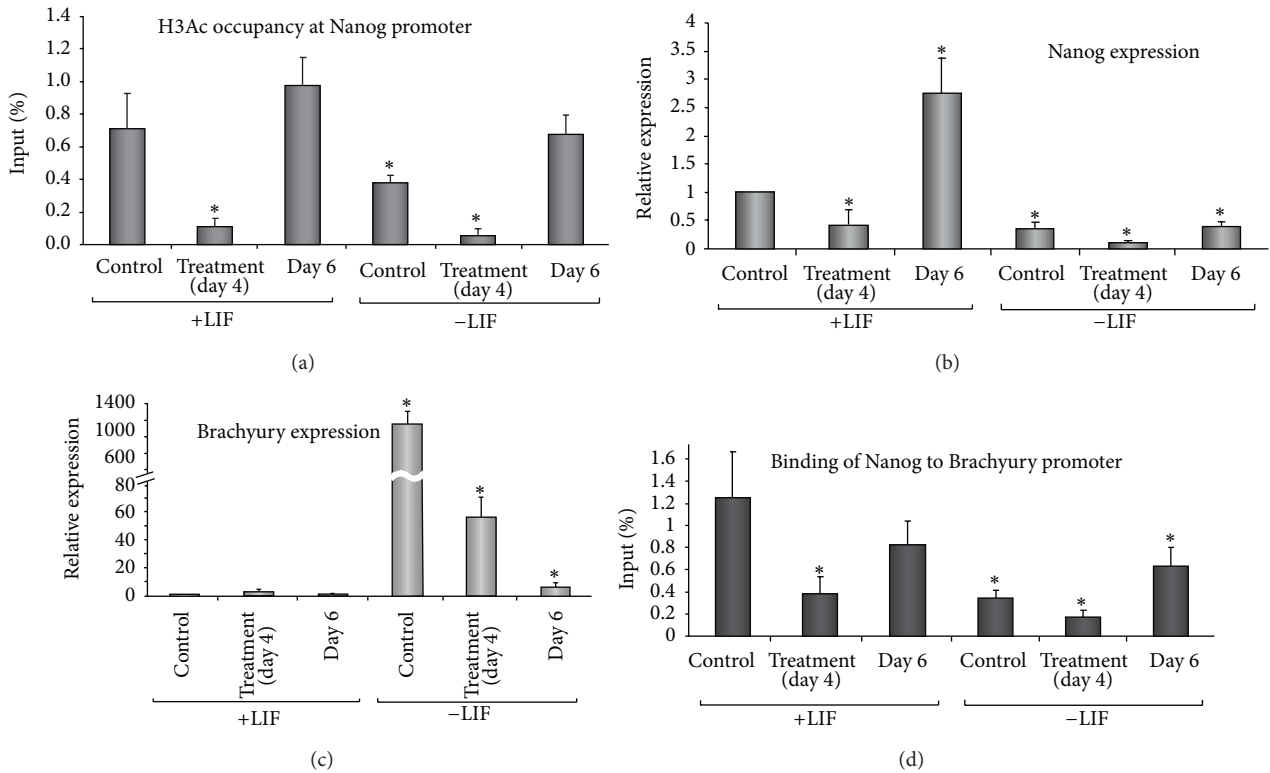 H3Ac occupancy at Nanog promoter
Input (%)
1.4
1.2
1.0
0.8
0.6
0.4
0.2
0.0
* * *
Control Treatment (day 4) Day 6 Control Treatment (day 4) Day 6
+LIF −LIF
(a)
Nanog expression
Relative expression
4
3.5
3
2.5
2
1.5
1
0.5
0
* * * * *
Control Treatment (day 4) Day 6 Control Treatment (day 4) Day 6
+LIF −LIF
(b)
Brachyury expression
Relative expression
1400
1000
600
80
60
40
20
0
* * *
Control Treatment (day 4) Day 6 Control Treatment (day 4) Day 6
+LIF −LIF
(c)
Binding of Nanog to Brachyury promoter
Input (%)
1.6
1.4
1.2
1
0.8
0.6
0.4
0.2
0
* * * *
Control Treatment (day 4) Day 6 Control Treatment (day 4) Day 6
+LIF −LIF
(d)